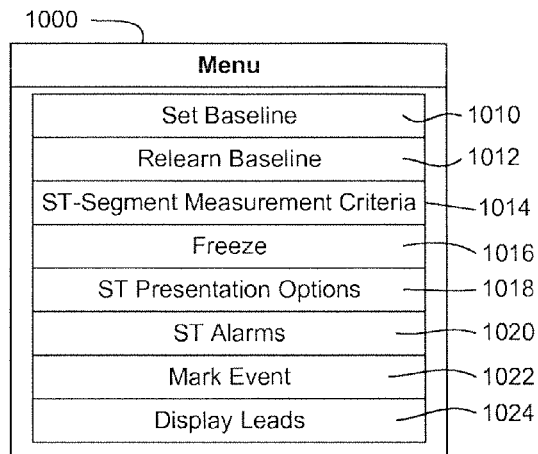 1000
Menu
Set Baseline 1010
Relearn Baseline 1012
ST-Segment Measurement Criteria 1014
Freeze 1016
ST Presentation Options 1018
ST Alarms 1020
Mark Event 1022
Display Leads 1024